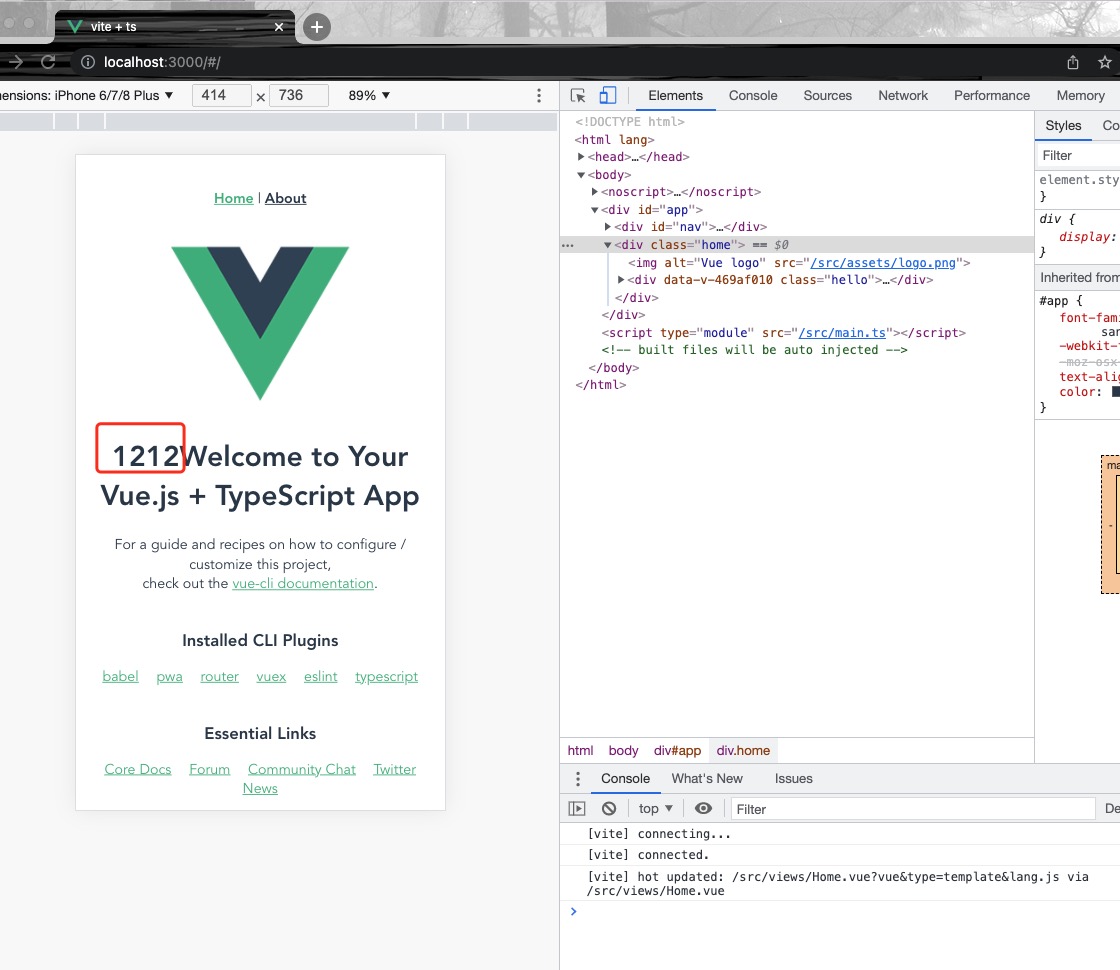 vite + ts
localhost:3000/#/
ensions: iPhone 6/7/8 Plus ▼ 414 × 736 89% ▼
Home | About
1212Welcome to Your
Vue.js + TypeScript App
For a guide and recipes on how to configure /
customize this project,
check out the vue-cli documentation.
Installed CLI Plugins
babel pwa router vuex eslint typescript
Essential Links
Core Docs Forum Community Chat Twitter
News
Elements Console Sources Network Performance Memory
<!DOCTYPE html>
<html lang>
▶<head>…</head>
▼<body>
▶<noscript>…</noscript>
▼<div id="app">
▶<div id="nav">…</div>
▼<div class="home"> == $0
<img alt="Vue logo" src="/src/assets/logo.png">
▶<div data-v-469af010 class="hello">…</div>
</div>
</div>
<script type="module" src="/src/main.ts"></script>
<!-- built files will be auto injected -->
</body>
</html>
html body div#app div.home
Styles Co
Filter
element.sty
}
div {
display:
}
Inherited from
#app {
font-fami
san
-webkit-
-moz-osx
text-alig
color:
}
ma
-
Console What's New Issues
top ▼ Filter De
[vite] connecting...
[vite] connected.
[vite] hot updated: /src/views/Home.vue?vue&type=template&lang.js via
/src/views/Home.vue